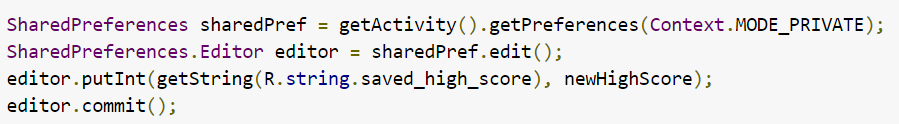 SharedPreferences sharedPref = getActivity().getPreferences(Context.MODE_PRIVATE);
SharedPreferences.Editor editor = sharedPref.edit();
editor.putInt(getString(R.string.saved_high_score), newHighScore);
editor.commit();